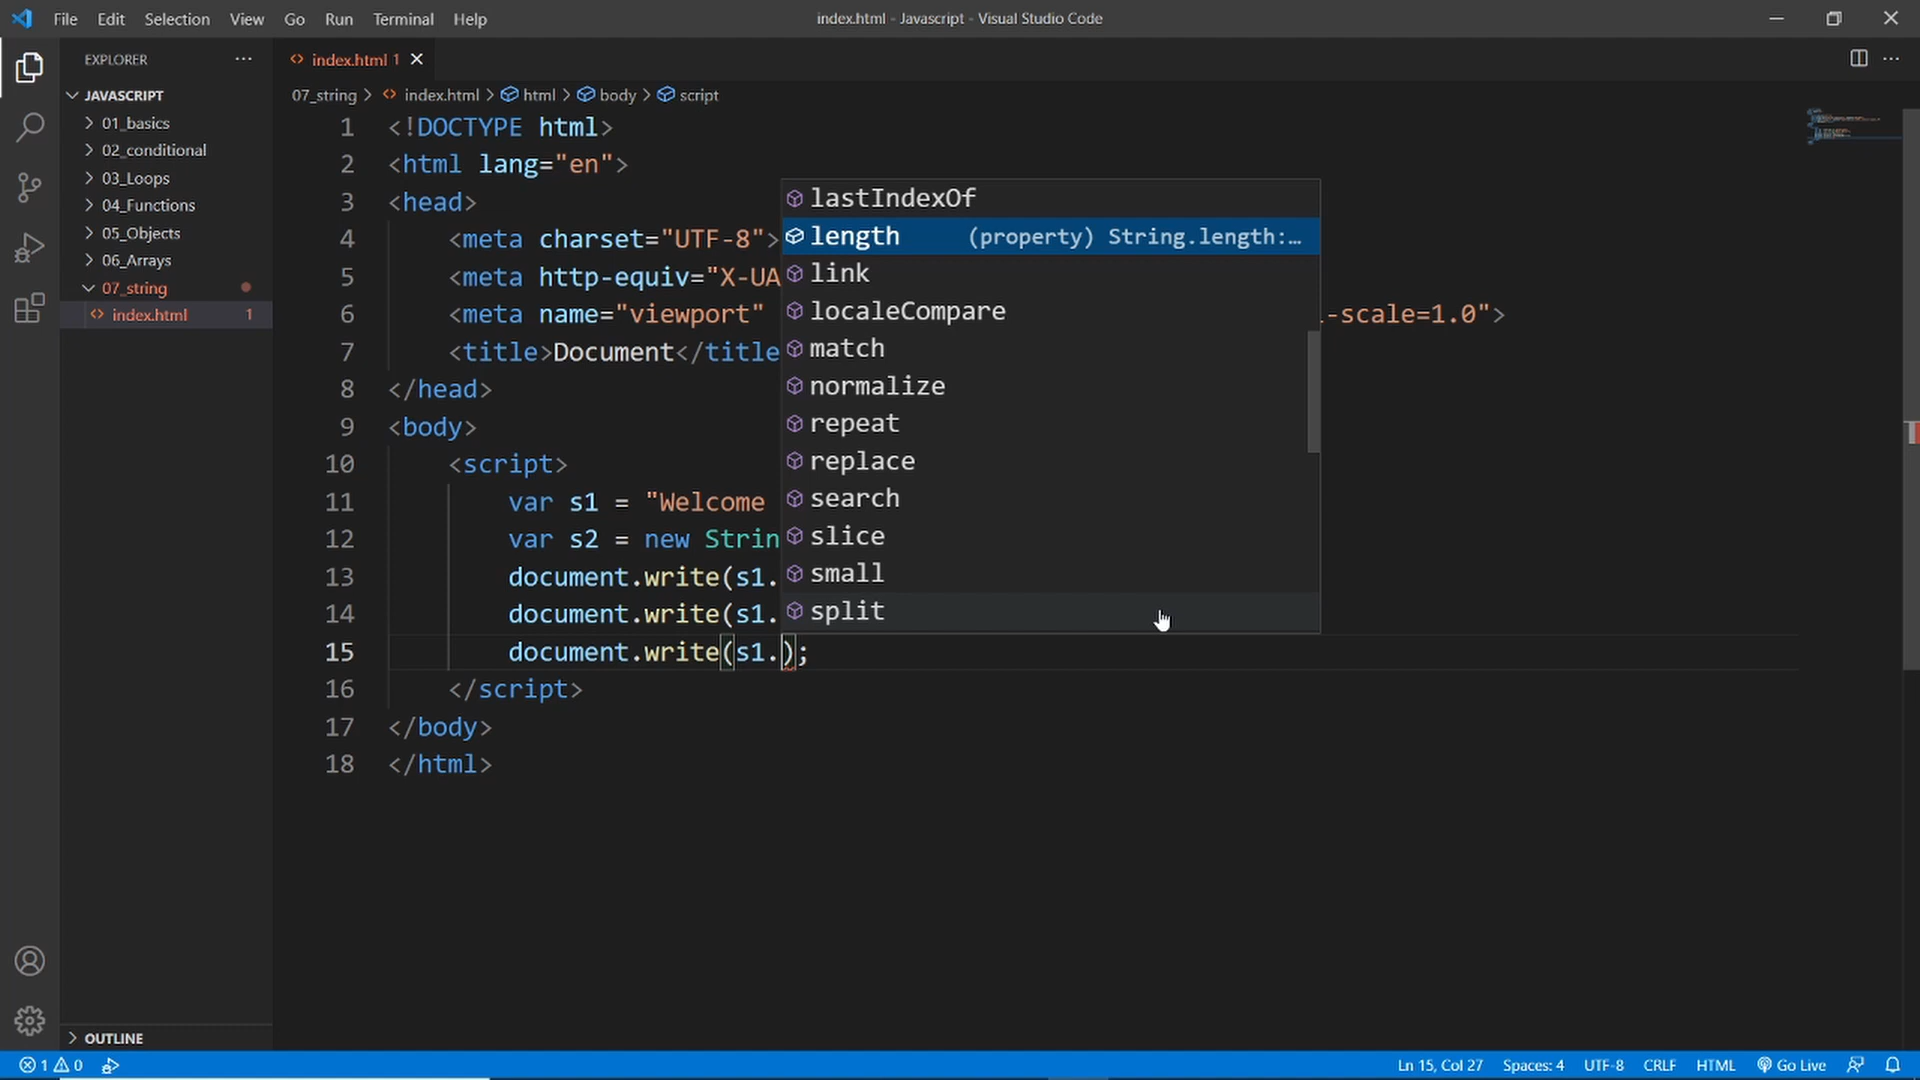 File Edit Selection View Go Run Terminal Help
index.html - Javascript - Visual Studio Code
EXPLORER ···
JAVASCRIPT
01_basics
02_conditional
03_Loops
04_Functions
05_Objects
06_Arrays
07_string
index.html 1
OUTLINE
index.html 1
07_string > index.html > html > body > script
1 <!DOCTYPE html>
2 <html lang="en">
3 <head>
4 <meta charset="UTF-8">
5 <meta http-equiv="X-UA
6 <meta name="viewport" l-scale=1.0">
7 <title>Document</title
8 </head>
9 <body>
10 <script>
11 var s1 = "Welcome
12 var s2 = new Strin
13 document.write(s1.
14 document.write(s1.
15 document.write(s1.);
16 </script>
17 </body>
18 </html>
lastIndexOf
length (property) String.length:…
link
localeCompare
match
normalize
repeat
replace
search
slice
small
split
1 0
Ln 15, Col 27 Spaces: 4 UTF-8 CRLF HTML Go Live